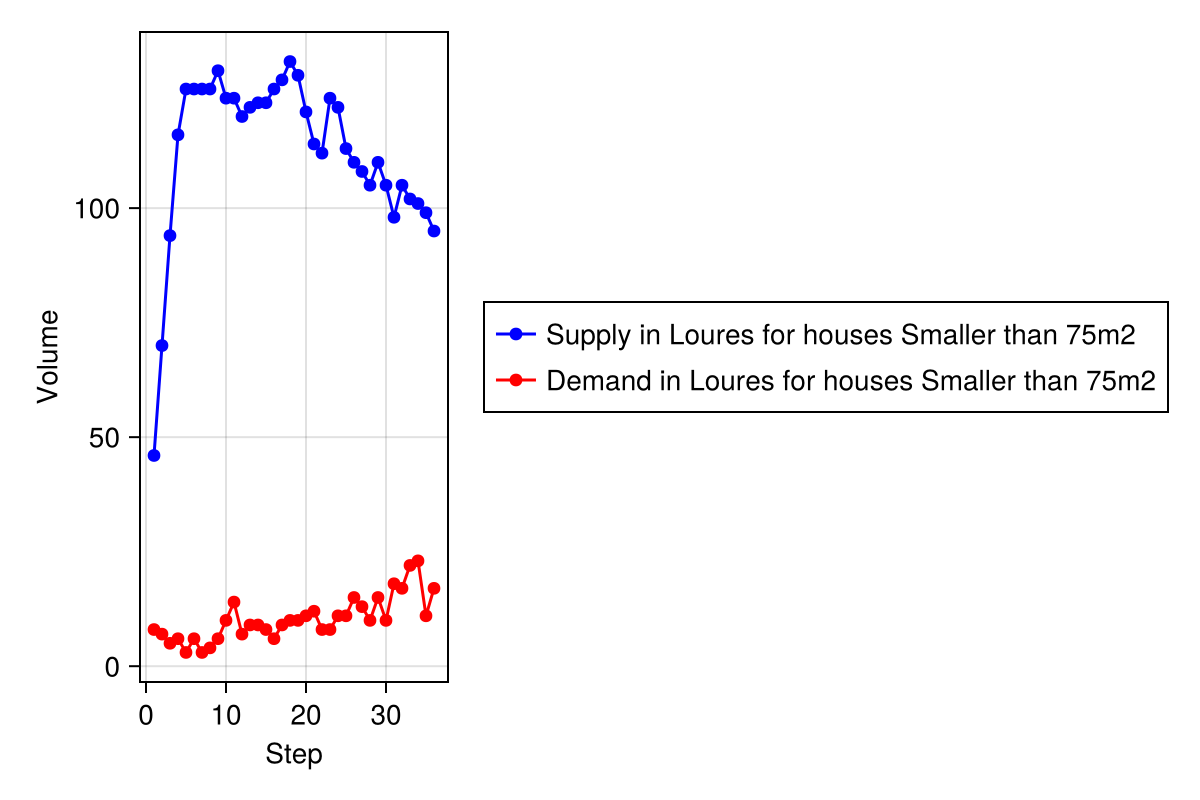 Volume
100
50
0
0 10 20 30
Step
Supply in Loures for houses Smaller than 75m2
Demand in Loures for houses Smaller than 75m2